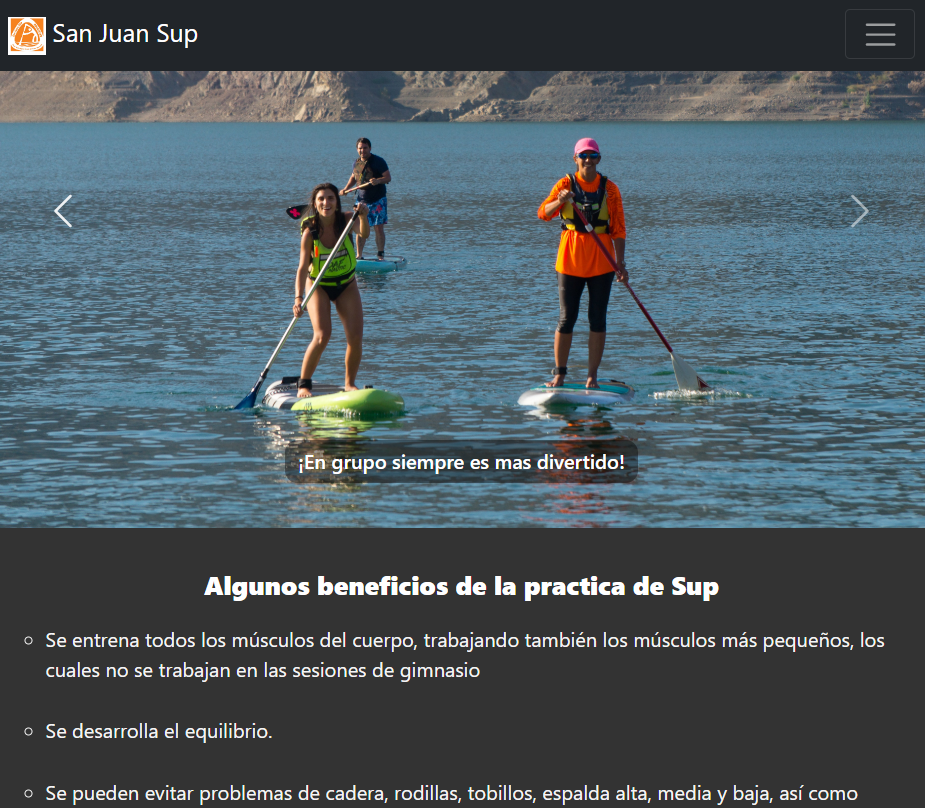 San Juan Sup
¡En grupo siempre es mas divertido!
Algunos beneficios de la practica de Sup
Se entrena todos los músculos del cuerpo, trabajando también los músculos más pequeños, los
cuales no se trabajan en las sesiones de gimnasio
Se desarrolla el equilibrio.
Se pueden evitar problemas de cadera, rodillas, tobillos, espalda alta, media y baja, así como